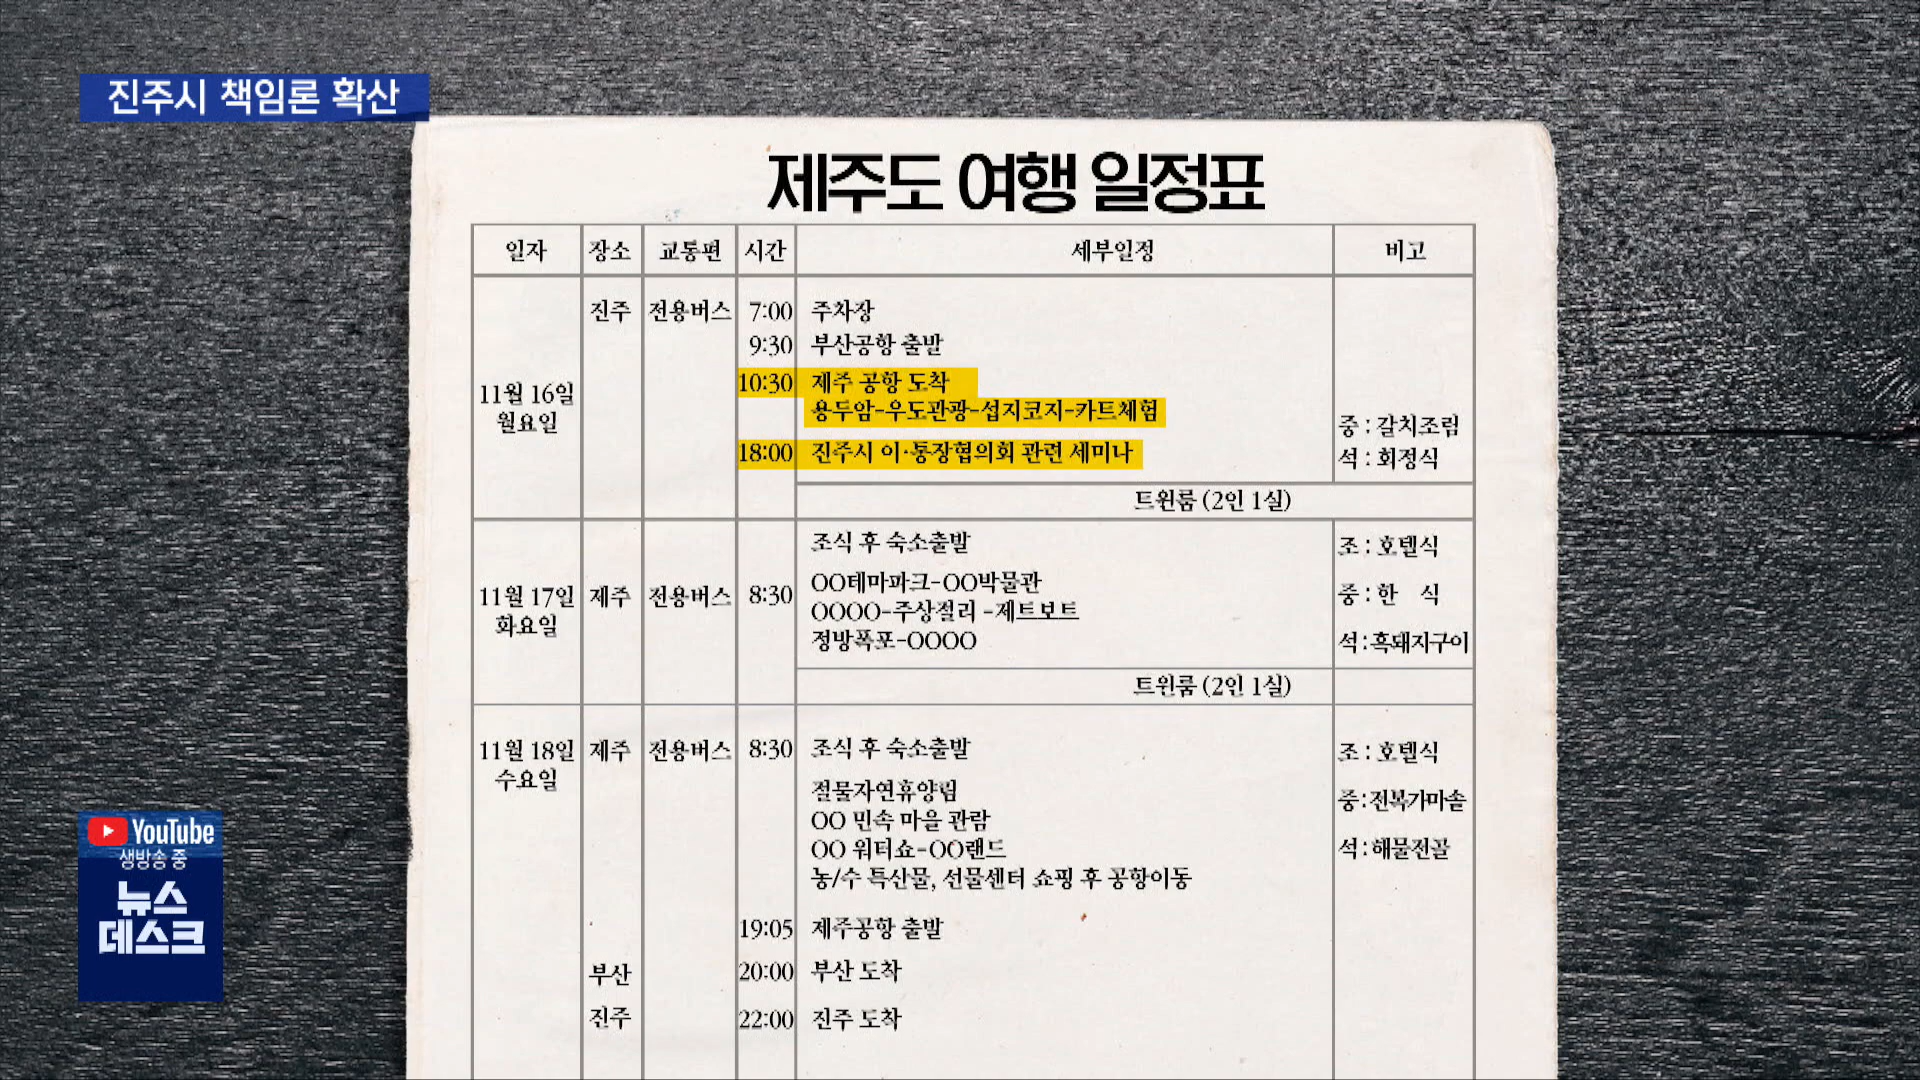 진주시 책임론 확산
제주도 여행 일정표
일자 장소 교통편 시간 세부일정 비고
진주 전용버스 7:00 주차장
9:30 부산공항 출발
11월 16일 10:30 제주 공항 도착
월요일 용두암-우도관광-섭지코지-카트체험
중 : 갈치조림
18:00 진주시 이·통장협의회 관련 세미나 석 : 회정식
트윈룸 (2인 1실)
조식 후 숙소출발 조 : 호텔식
OO테마파크-OO박물관
11월 17일 제주 전용버스 8:30 중 : 한 식
화요일 OOOO-주상절리 -제트보트
정방폭포-OOOO 석 : 흑돼지구이
트윈룸 (2인 1실)
11월 18일 제주 전용버스 8:30 조식 후 숙소출발 조 : 호텔식
수요일
절물자연휴양림 중 : 전복가마솥
OO 민속 마을 관람
OO 워터쇼-OO랜드 석 : 해물전골
농/수 특산물, 선물센터 쇼핑 후 공항이동
19:05 제주공항 출발
부산 20:00 부산 도착
진주 22:00 진주 도착
YouTube
생방송 중
뉴스
데스크